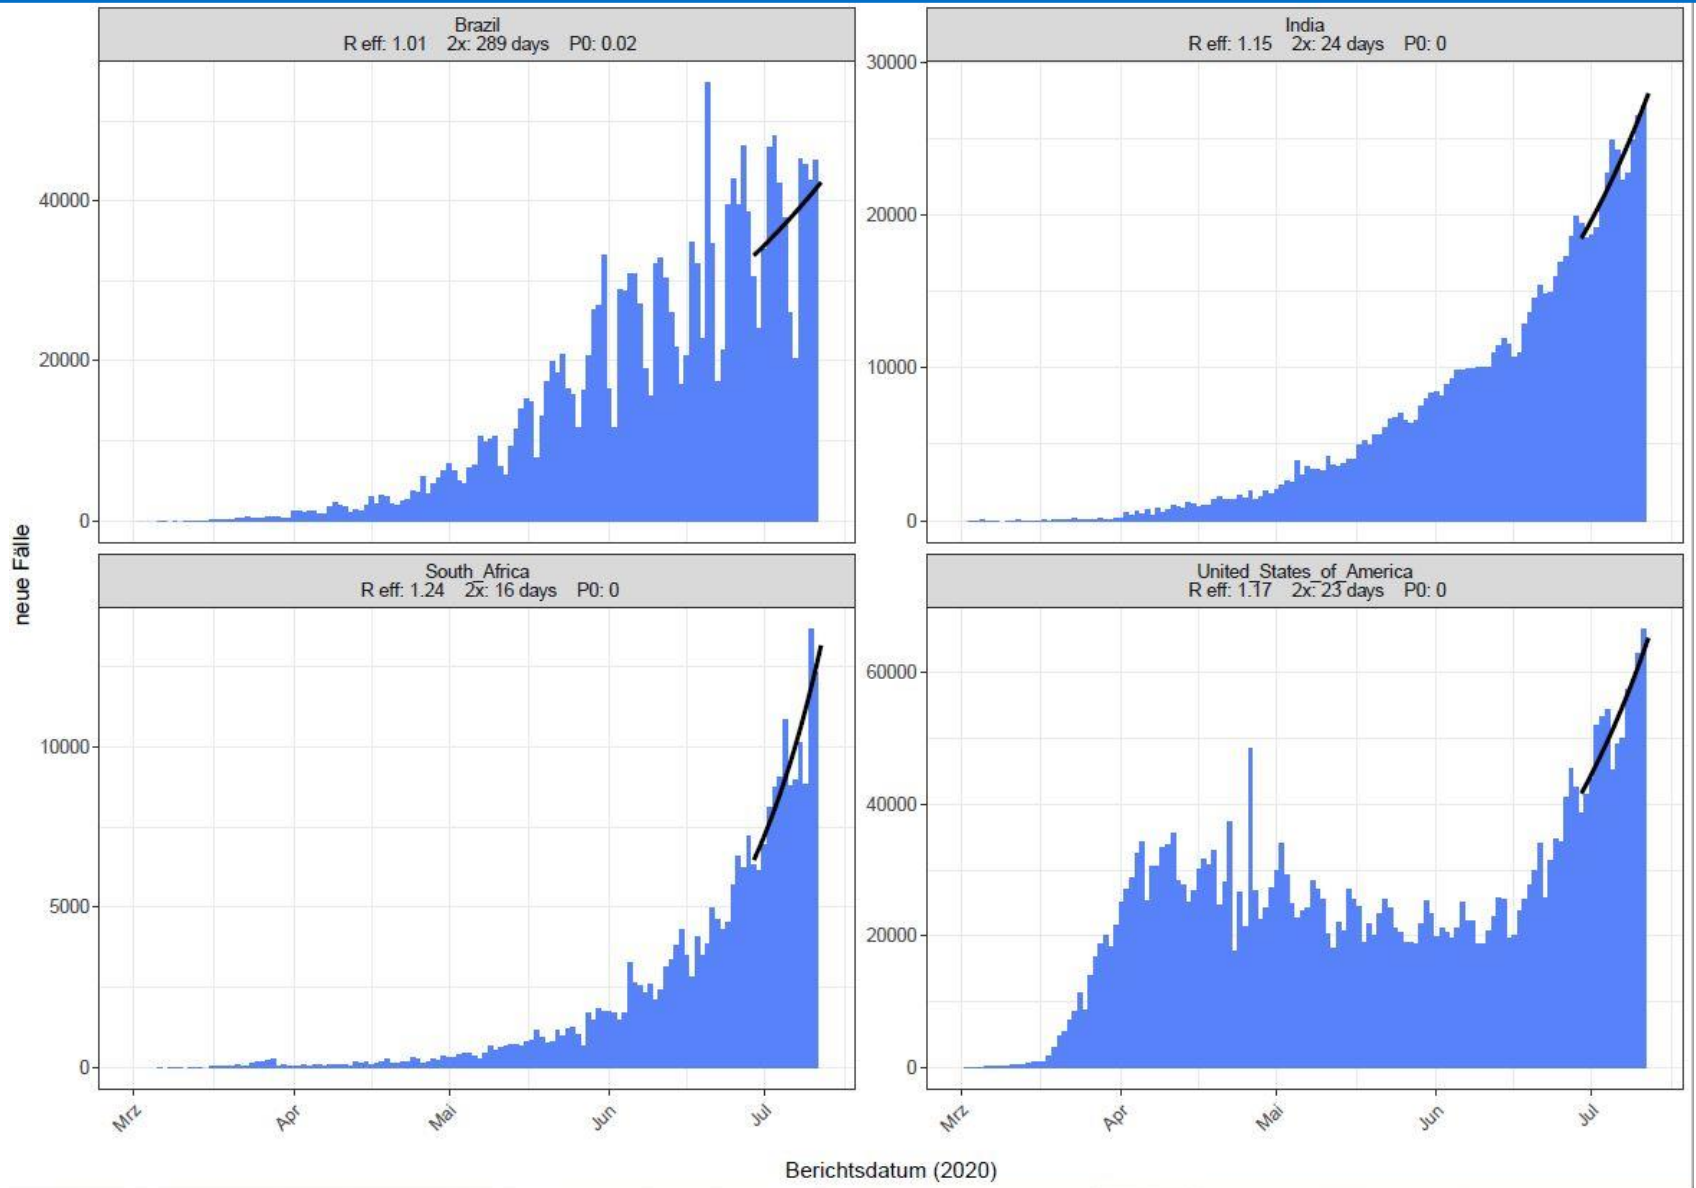 Brazil
R eff: 1.01 2x: 289 days P0: 0.02
India
R eff: 1.15 2x: 24 days P0: 0
40000
20000
0
30000
20000
10000
0
neue Fälle
South_Africa
R eff: 1.24 2x: 16 days P0: 0
United_States_of_America
R eff: 1.17 2x: 23 days P0: 0
10000
5000
0
60000
40000
20000
0
Mrz
Apr
Mai
Jun
Jul
Mrz
Apr
Mai
Jun
Jul
Berichtsdatum (2020)